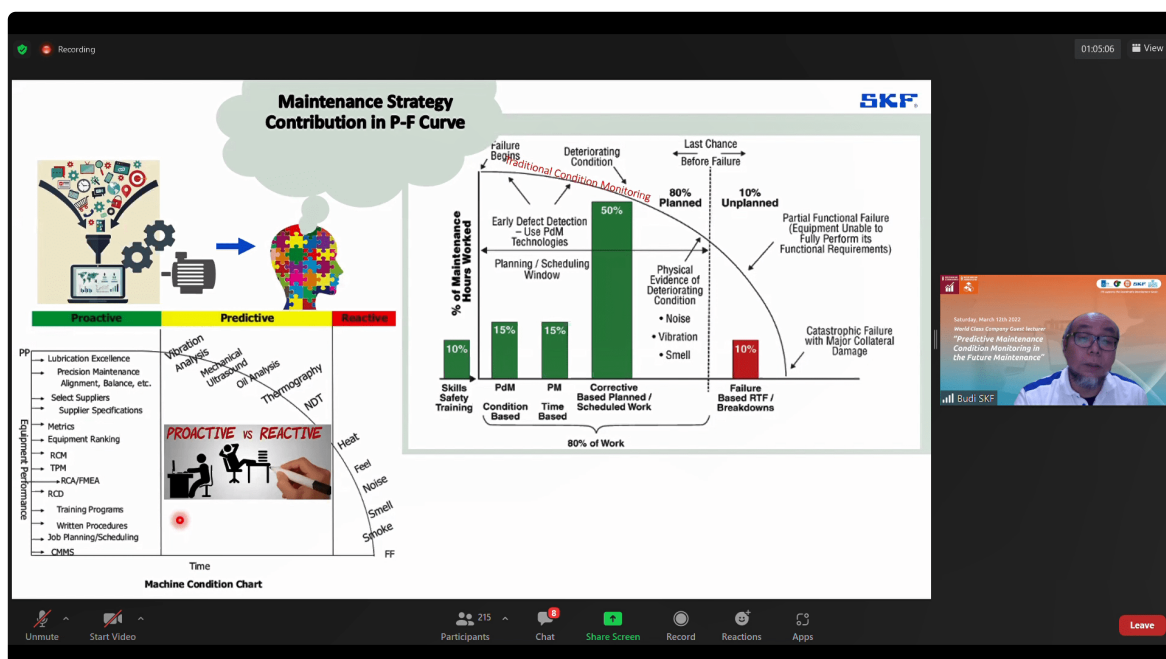 Recording
01:05:06
View
Maintenance Strategy
Contribution in P-F Curve
SKF
Proactive
Predictive
Reactive
PP
Lubrication Excellence
Precision Maintenance
Alignment, Balance, etc.
Select Suppliers
Supplier Specifications
Metrics
Equipment Ranking
RCM
TPM
RCA/FMEA
RCD
Training Programs
Written Procedures
Job Planning/Scheduling
CMMS
Equipment Performance
Vibration
Analysis
Mechanical
Ultrasound
Oil Analysis
Thermography
NDT
Heat
Feel
Noise
Smell
Smoke
FF
PROACTIVE VS REACTIVE
Time
Machine Condition Chart
Failure
Begins
Traditional Condition Monitoring
Deteriorating
Condition
Last Chance
Before Failure
80%
Planned
10%
Unplanned
Early Defect Detection
– Use PdM
Technologies
Planning / Scheduling
Window
% of Maintenance
Hours Worked
Partial Functional Failure
(Equipment Unable to
Fully Perform its
Functional Requirements)
Physical
Evidence of
Deteriorating
Condition
• Noise
• Vibration
• Smell
Catastrophic Failure
with Major Collateral
Damage
10%
15%
15%
50%
10%
Skills
Safety
Training
PdM
Condition
Based
PM
Time
Based
Corrective
Based Planned /
Scheduled Work
Failure
Based RTF /
Breakdowns
80% of Work
Saturday, March 12th 2022
World Class Company Guest lecturer
"Predictive Maintenance
Condition Monitoring in
the Future Maintenance"
SKF
Budi SKF
Unmute
Start Video
215
Participants
8
Chat
Share Screen
Record
Reactions
Apps
Leave